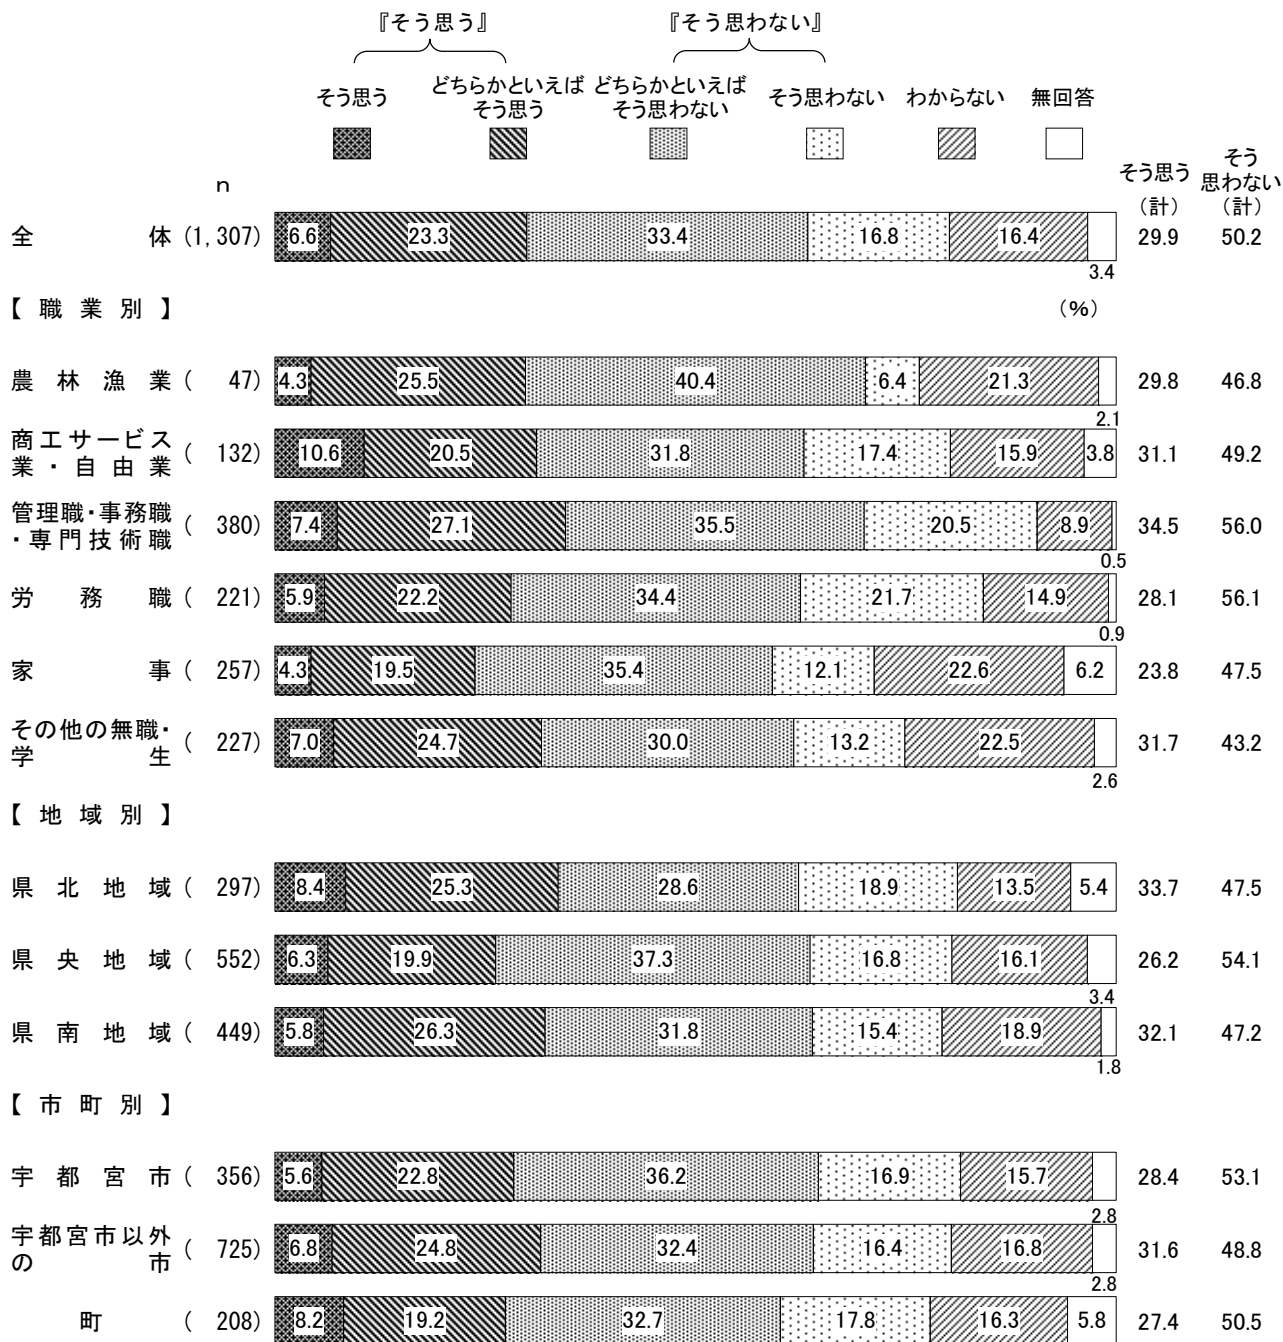 『そう思う』 『そう思わない』
そう思う どちらかといえば そう思う どちらかといえば そう思わない そう思わない わからない 無回答
n そう思う（計） そう思わない（計）
全体 (1,307) 6.6 23.3 33.4 16.8 16.4 3.4 29.9 50.2
【職業別】 (％)
農林漁業 ( 47) 4.3 25.5 40.4 6.4 21.3 2.1 29.8 46.8
商工サービス業・自由業 ( 132) 10.6 20.5 31.8 17.4 15.9 3.8 31.1 49.2
管理職・事務職・専門技術職 ( 380) 7.4 27.1 35.5 20.5 8.9 0.5 34.5 56.0
労務職 ( 221) 5.9 22.2 34.4 21.7 14.9 0.9 28.1 56.1
家事 ( 257) 4.3 19.5 35.4 12.1 22.6 6.2 23.8 47.5
その他の無職・学生 ( 227) 7.0 24.7 30.0 13.2 22.5 2.6 31.7 43.2
【地域別】
県北地域 ( 297) 8.4 25.3 28.6 18.9 13.5 5.4 33.7 47.5
県央地域 ( 552) 6.3 19.9 37.3 16.8 16.1 3.4 26.2 54.1
県南地域 ( 449) 5.8 26.3 31.8 15.4 18.9 1.8 32.1 47.2
【市町別】
宇都宮市 ( 356) 5.6 22.8 36.2 16.9 15.7 2.8 28.4 53.1
宇都宮市以外の市 ( 725) 6.8 24.8 32.4 16.4 16.8 2.8 31.6 48.8
町 ( 208) 8.2 19.2 32.7 17.8 16.3 5.8 27.4 50.5